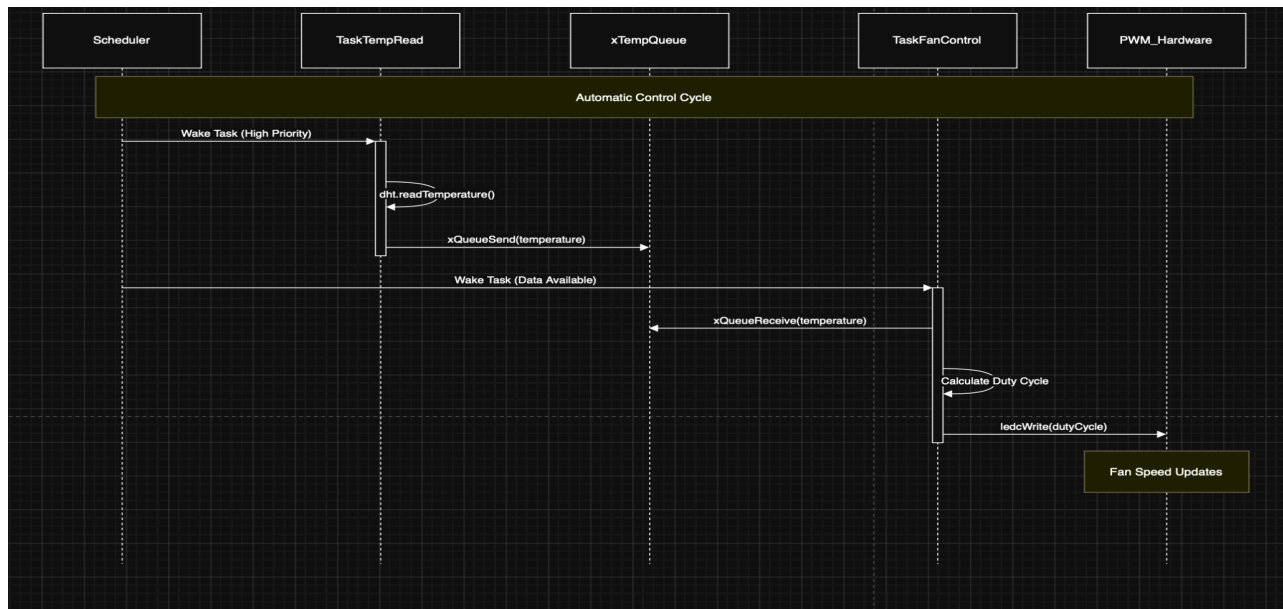 Scheduler
TaskTempRead
xTempQueue
TaskFanControl
PWM_Hardware
Automatic Control Cycle
Wake Task (High Priority)
dht.readTemperature()
xQueueSend(temperature)
Wake Task (Data Available)
xQueueReceive(temperature)
Calculate Duty Cycle
ledcWrite(dutyCycle)
Fan Speed Updates